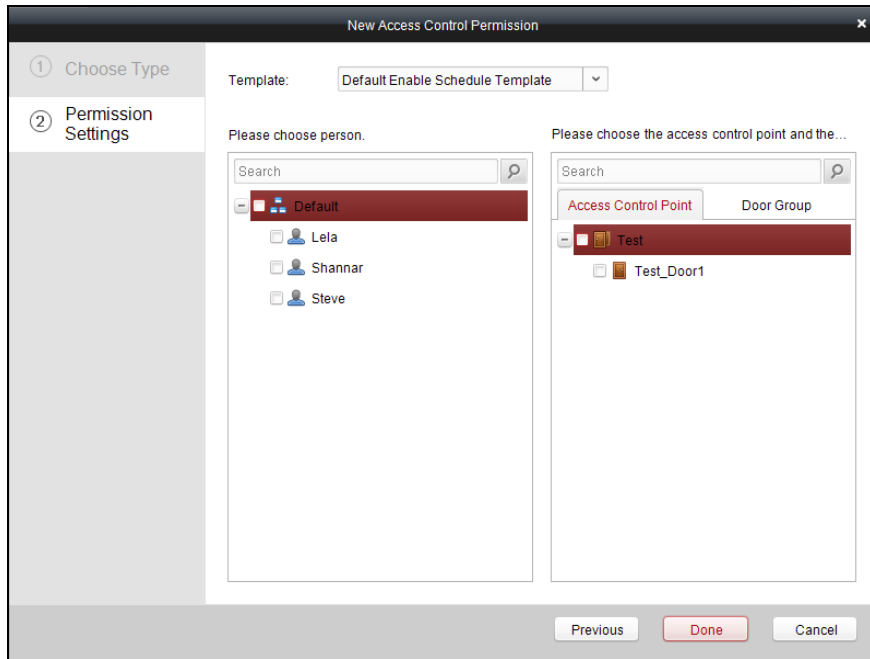 New Access Control Permission
1 Choose Type
2 Permission
Settings
Template: Default Enable Schedule Template
Please choose person.
Search
Default
Lela
Shannar
Steve
Please choose the access control point and the...
Search
Access Control Point Door Group
Test
Test_Door1
Previous Done Cancel